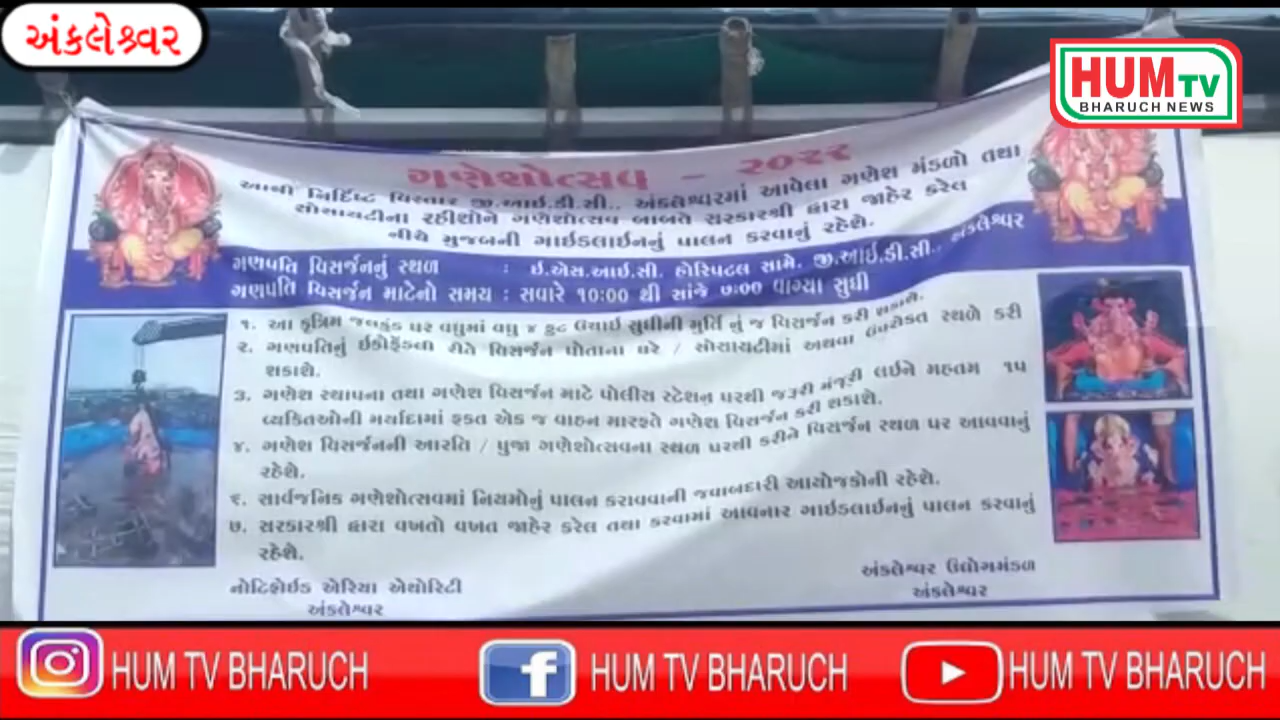 અંકલેશ્વર
HUM TV
BHARUCH NEWS
ગણેશોત્સવ - ૨૦૨૨
આથી નિર્દિષ્ટ વિસ્તાર જી.આઈ.ડી.સી., અંકલેશ્વરમાં આવેલા ગણેશ મંડળો તથા
સોસાયટીના રહીશોને ગણેશોત્સવ બાબતે સરકારશ્રી દ્વારા જાહેર કરેલ
નીચે મુજબની ગાઈડલાઈનનું પાલન કરવાનું રહેશે.
ગણપતિ વિસર્જનનું સ્થળ : ઈ.એસ.આઈ.સી. હોસ્પિટલ સામે, જી.આઈ.ડી.સી., અંકલેશ્વર
ગણપતિ વિસર્જન માટેનો સમય : સવારે ૧૦:૦૦ થી સાંજે ૭:૦૦ વાગ્યા સુધી
૧. આ કૃત્રિમ જલકુંડ પર વધુમાં વધુ ૪ ફુટ ઉંચાઈ સુધીની મુર્તિ નું જ વિસર્જન કરી શકાશે.
૨. ગણપતિનું ઈકોફ્રેંડલી રીતે વિસર્જન પોતાના ઘરે / સોસાયટીમાં અથવા ઉપરોક્ત સ્થળે કરી
શકાશે.
૩. ગણેશ સ્થાપના તથા ગણેશ વિસર્જન માટે પોલીસ સ્ટેશન પરથી જરૂરી મંજૂરી લઈને મહતમ ૧૫
વ્યક્તિઓની મર્યાદામાં ફક્ત એક જ વાહન મારફતે ગણેશ વિસર્જન કરી શકાશે.
૪. ગણેશ વિસર્જનની આરતિ / પુજા ગણેશોત્સવના સ્થળ પરથી કરીને વિસર્જન સ્થળ પર આવવાનું
રહેશે.
૬. સાર્વજનિક ગણેશોત્સવમાં નિયમોનું પાલન કરાવવાની જવાબદારી આયોજકોની રહેશે.
૭. સરકારશ્રી દ્વારા વખતો વખત જાહેર કરેલ તથા કરવામાં આવનાર ગાઈડલાઈનનું પાલન કરવાનું
રહેશે.
નોટિફાઈડ એરિયા એથોરિટી
અંકલેશ્વર
અંકલેશ્વર ઉદ્યોગમંડળ
અંકલેશ્વર
HUM TV BHARUCH
HUM TV BHARUCH
HUM TV BHARUCH